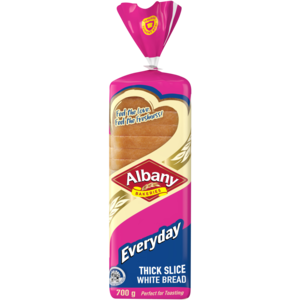 Feel the love,
Feel the freshness!
Albany
BAKERIES
Everyday
THICK SLICE
WHITE BREAD
700 g Perfect for Toasting